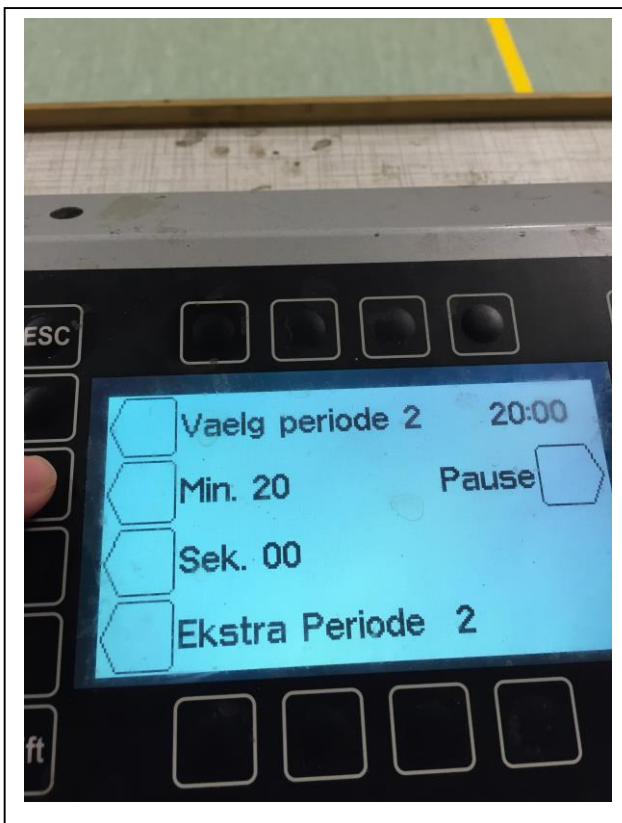 ESC
Vaelg periode 2 20:00
Min. 20 Pause
Sek. 00
Ekstra Periode 2
ft